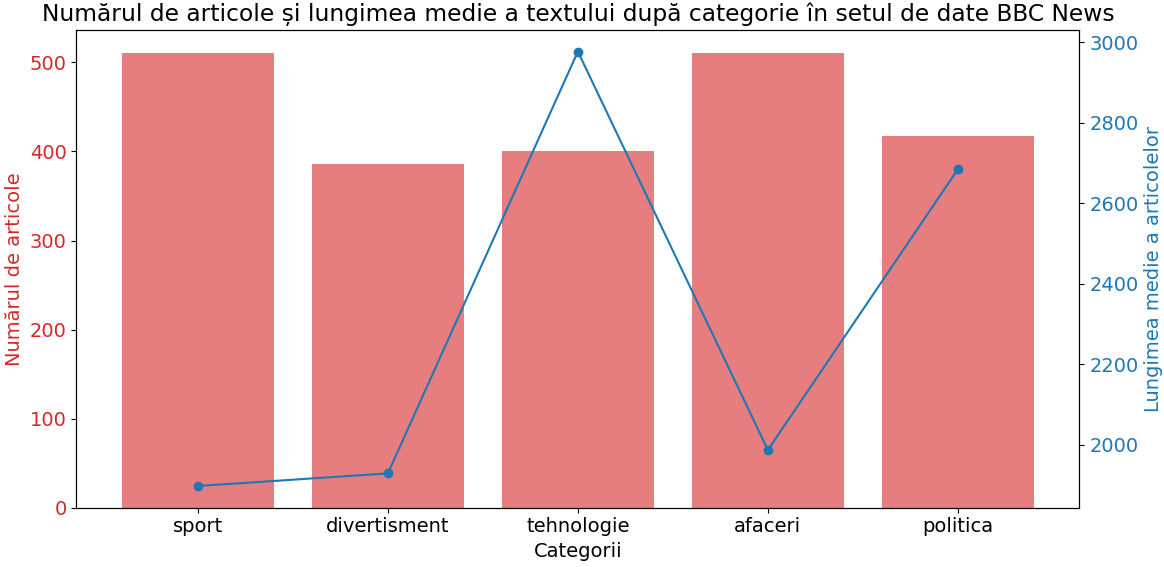 Numărul de articole și lungimea medie a textului după categorie în setul de date BBC News
Numărul de articole
500
400
300
200
100
0
sport
divertisment
tehnologie
afaceri
politica
Categorii
3000
2800
2600
2400
2200
2000
Lungimea medie a articolelor